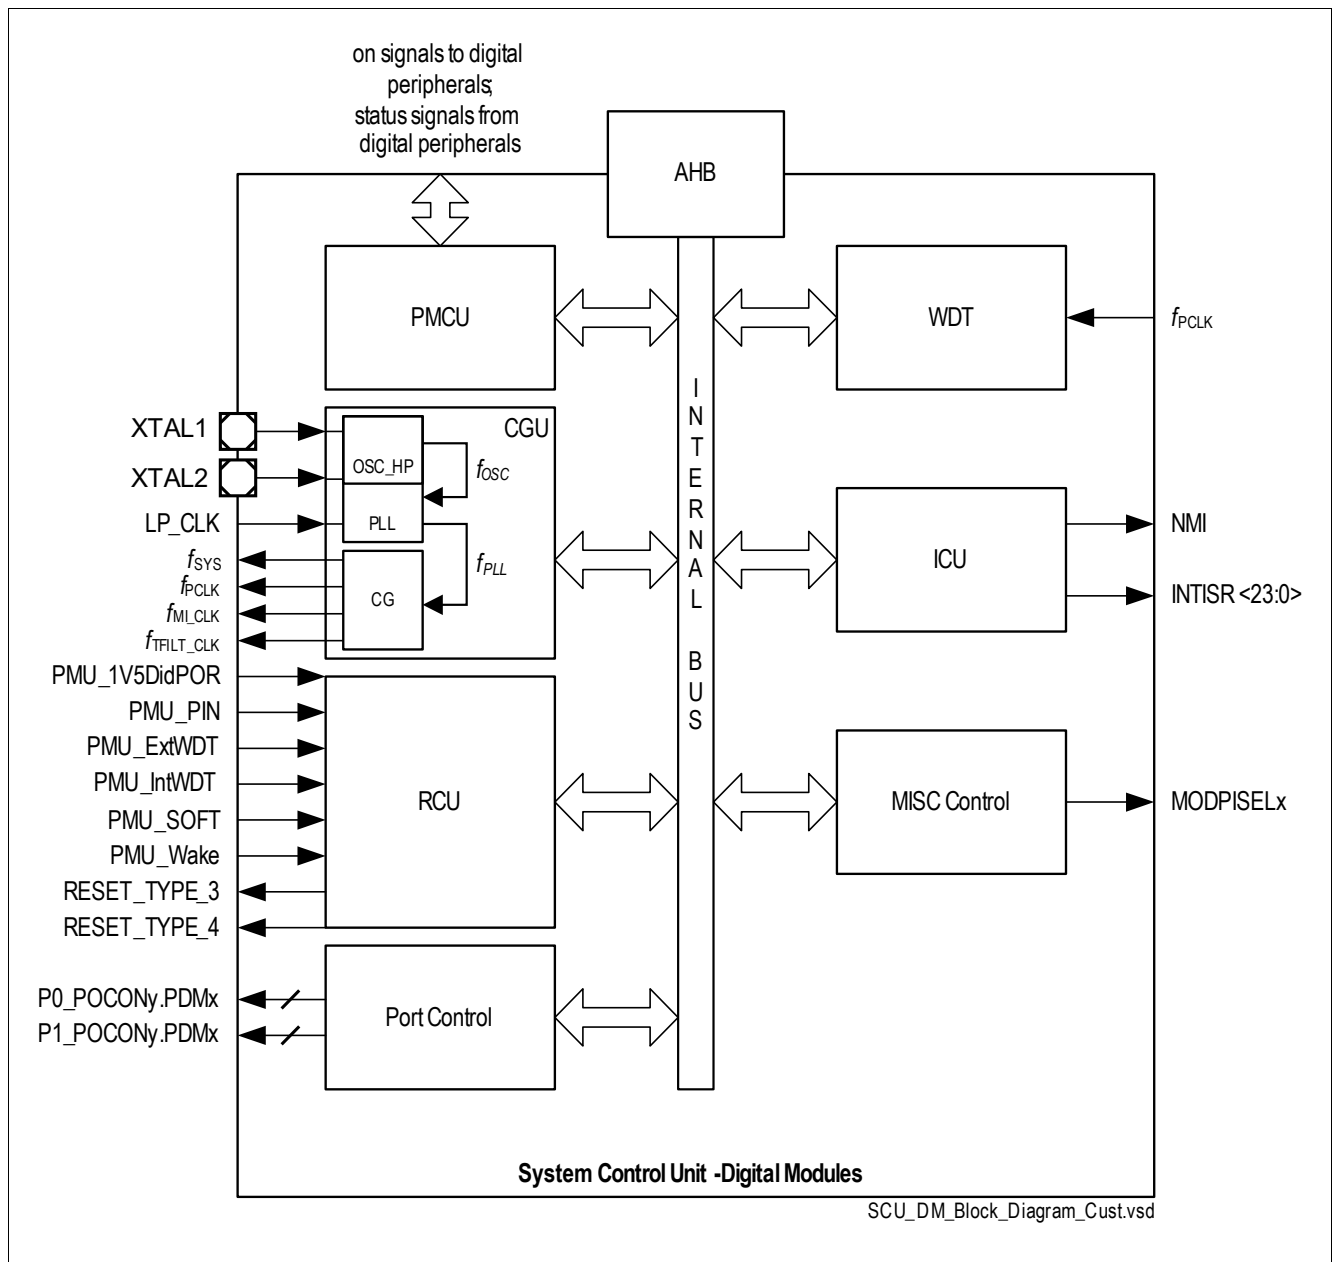 on signals to digital
peripherals;
status signals from
digital peripherals
AHB
PMCU
WDT
fPCLK
XTAL1
XTAL2
LP_CLK
fSYS
fPCLK
fMI_CLK
fTFILT_CLK
CGU
OSC_HP
fOSC
PLL
fPLL
CG
INTERNAL BUS
ICU
NMI
INTISR <23:0>
PMU_1V5DidPOR
PMU_PIN
PMU_ExtWDT
PMU_IntWDT
PMU_SOFT
PMU_Wake
RESET_TYPE_3
RESET_TYPE_4
RCU
MISC Control
MODPISELx
P0_POCONy.PDMx
P1_POCONy.PDMx
Port Control
System Control Unit -Digital Modules
SCU_DM_Block_Diagram_Cust.vsd